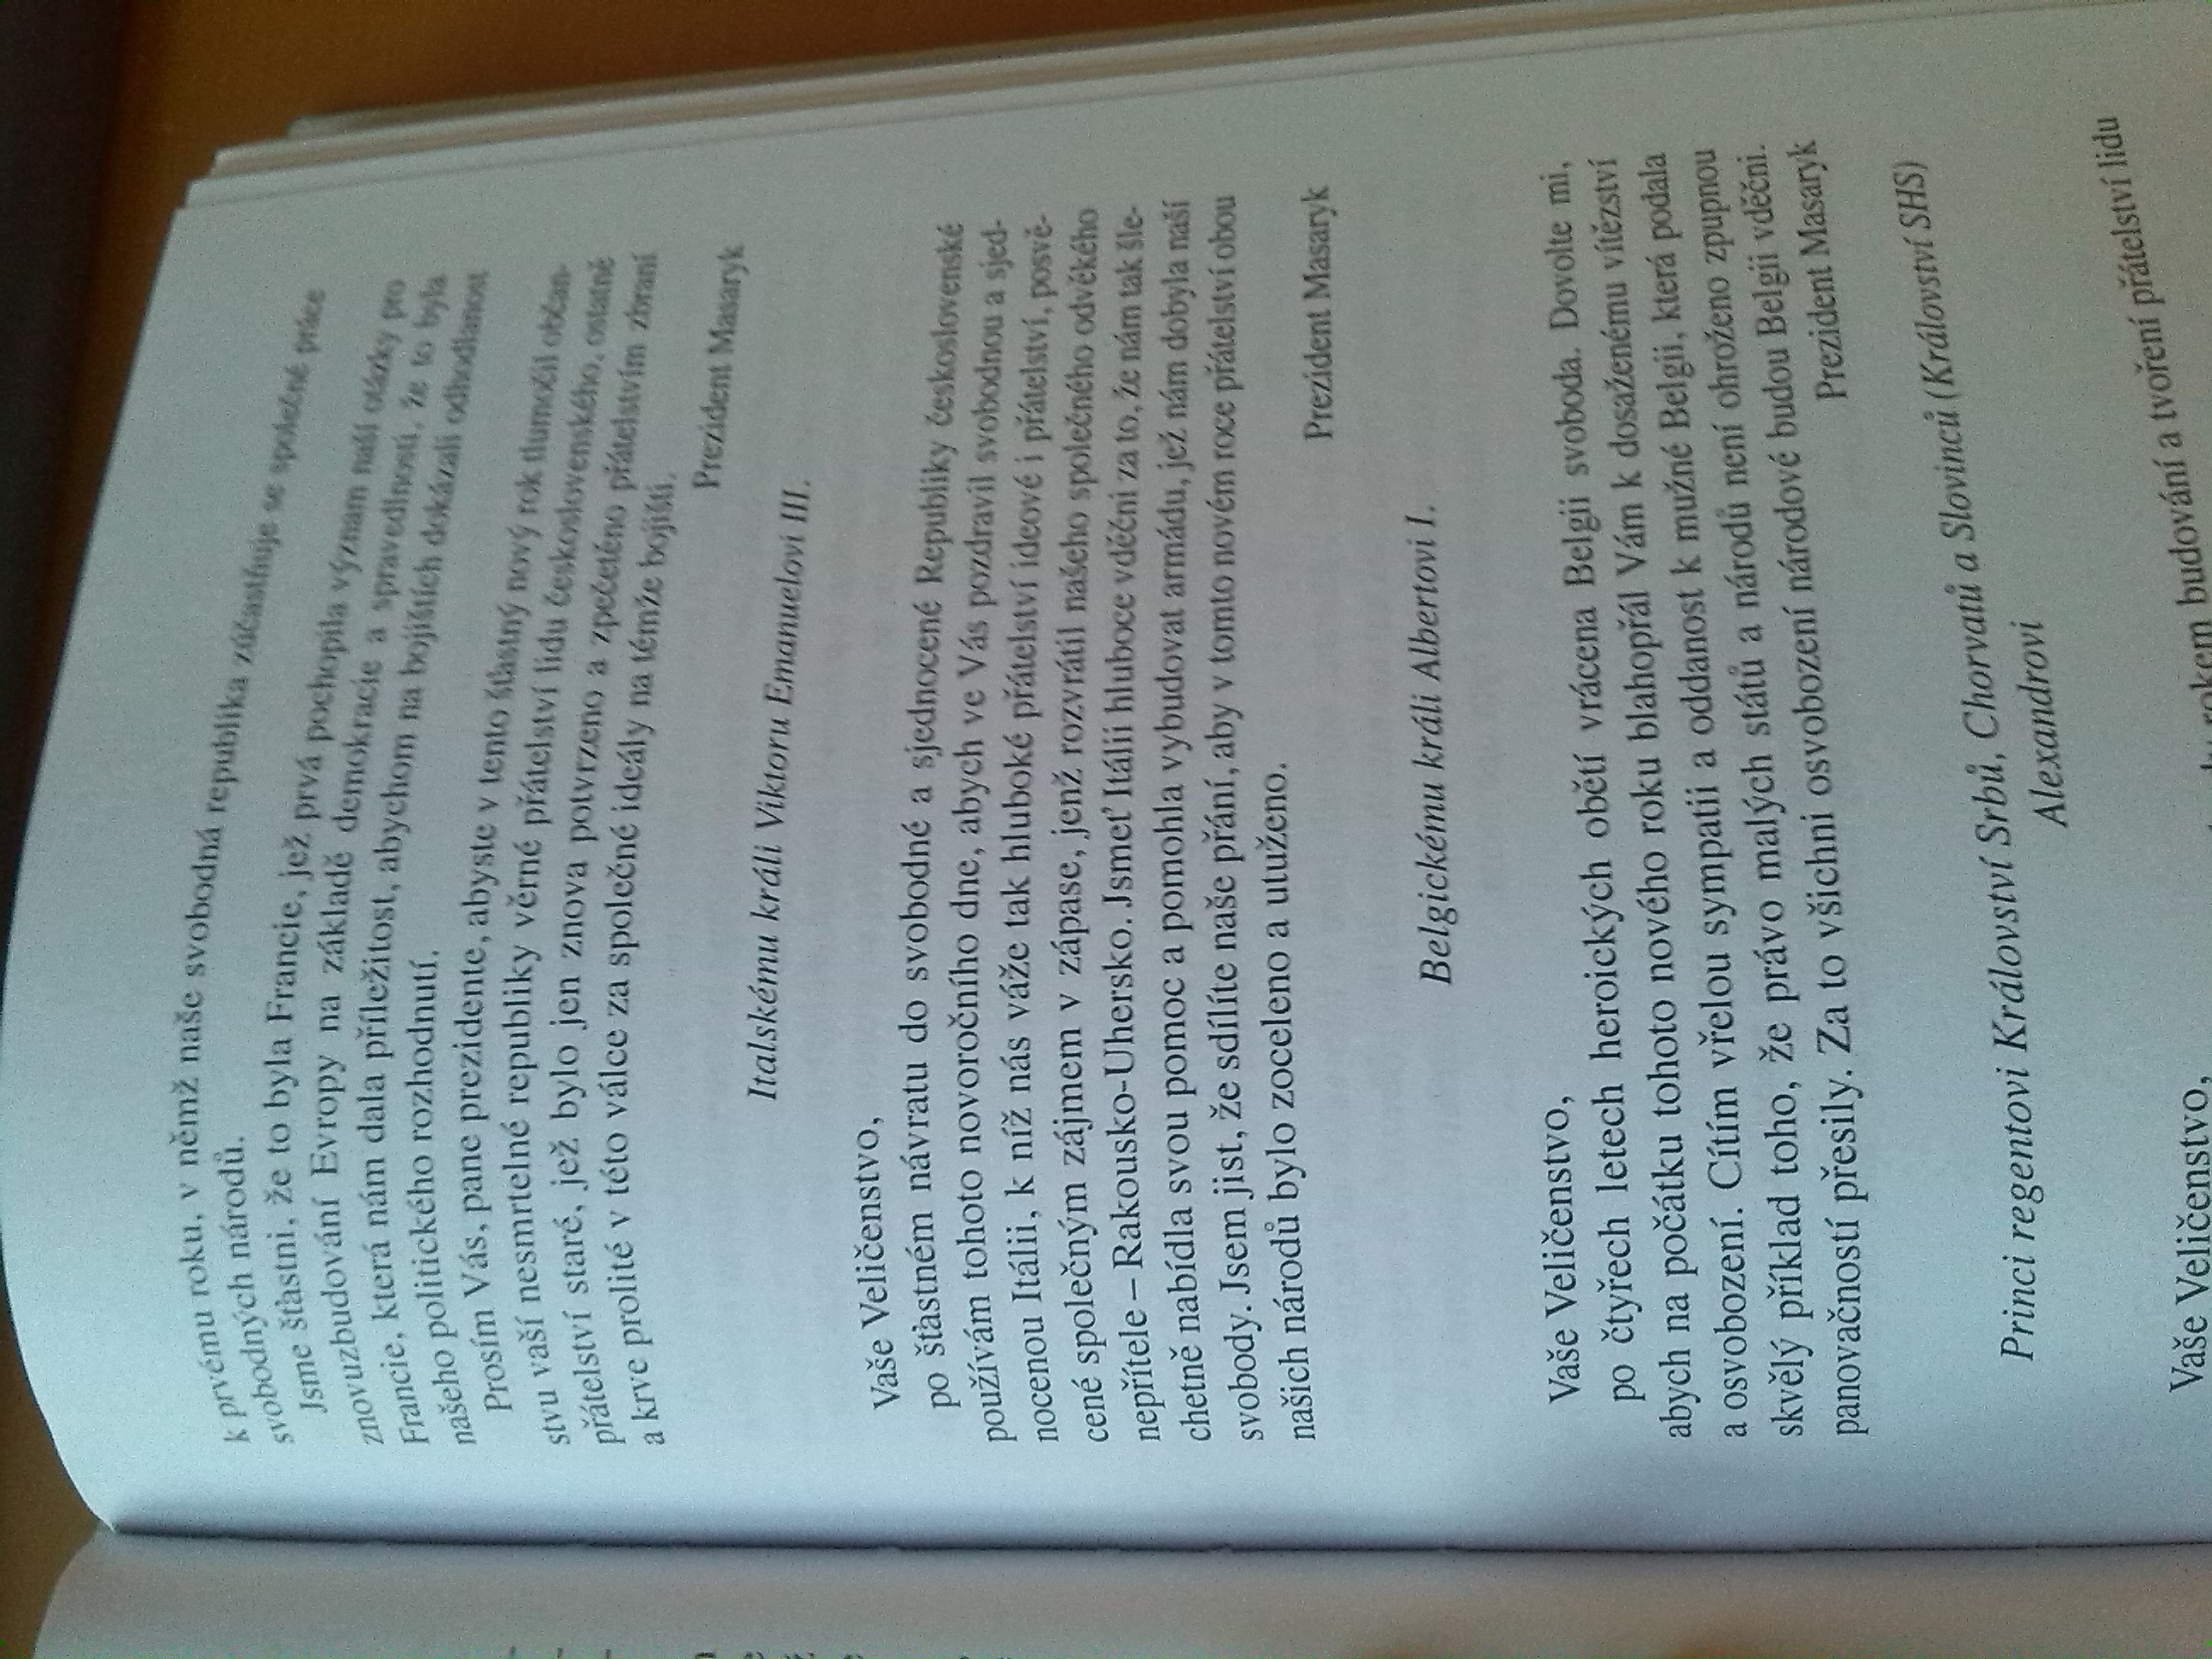 k prvému roku, v němž naše svobodná republika zúčastňuje se společné práce
svobodných národů.
Jsme šťastni, že to byla Francie, jež prvá pochopila význam naší otázky pro
znovuzbudování Evropy na základě demokracie a spravedlnosti, že to byla
Francie, která nám dala příležitost, abychom na bojištích dokázali odhodlanost
našeho politického rozhodnutí.
Prosím Vás, pane prezidente, abyste v tento šťastný nový rok tlumočil občan-
stvu vaší nesmrtelné republiky věrné přátelství lidu československého, ostatně
přátelství staré, jež bylo jen znova potvrzeno a zpečetěno přátelstvím zbraní
a krve prolité v této válce za společné ideály na témže bojišti.
Prezident Masaryk
Italskému králi Viktoru Emanuelovi III.
Vaše Veličenstvo,
po šťastném návratu do svobodné a sjednocené Republiky československé
používám tohoto novoročního dne, abych ve Vás pozdravil svobodnou a sjed-
nocenou Itálii, k níž nás váže tak hluboké přátelství ideové i přátelství, posvě-
cené společným zájmem v zápase, jenž rozvrátil našeho společného odvěkého
nepřítele – Rakousko-Uhersko. Jsmeť Itálii hluboce vděčni za to, že nám tak šle-
chetně nabídla svou pomoc a pomohla vybudovat armádu, jež nám dobyla naší
svobody. Jsem jist, že sdílíte naše přání, aby v tomto novém roce přátelství obou
našich národů bylo zoceleno a utuženo.
Prezident Masaryk
Belgickému králi Albertovi I.
Vaše Veličenstvo,
po čtyřech letech heroických obětí vrácena Belgii svoboda. Dovolte mi,
abych na počátku tohoto nového roku blahopřál Vám k dosaženému vítězství
a osvobození. Cítím vřelou sympatii a oddanost k mužné Belgii, která podala
skvělý příklad toho, že právo malých států a národů není ohroženo zpupnou
panovačností přesily. Za to všichni osvobození národové budou Belgii vděčni.
Prezident Masaryk
Princi regentovi Království Srbů, Chorvatů a Slovinců (Království SHS)
Alexandrovi
Vaše Veličenstvo,
rokem budování a tvoření přátelství lidu